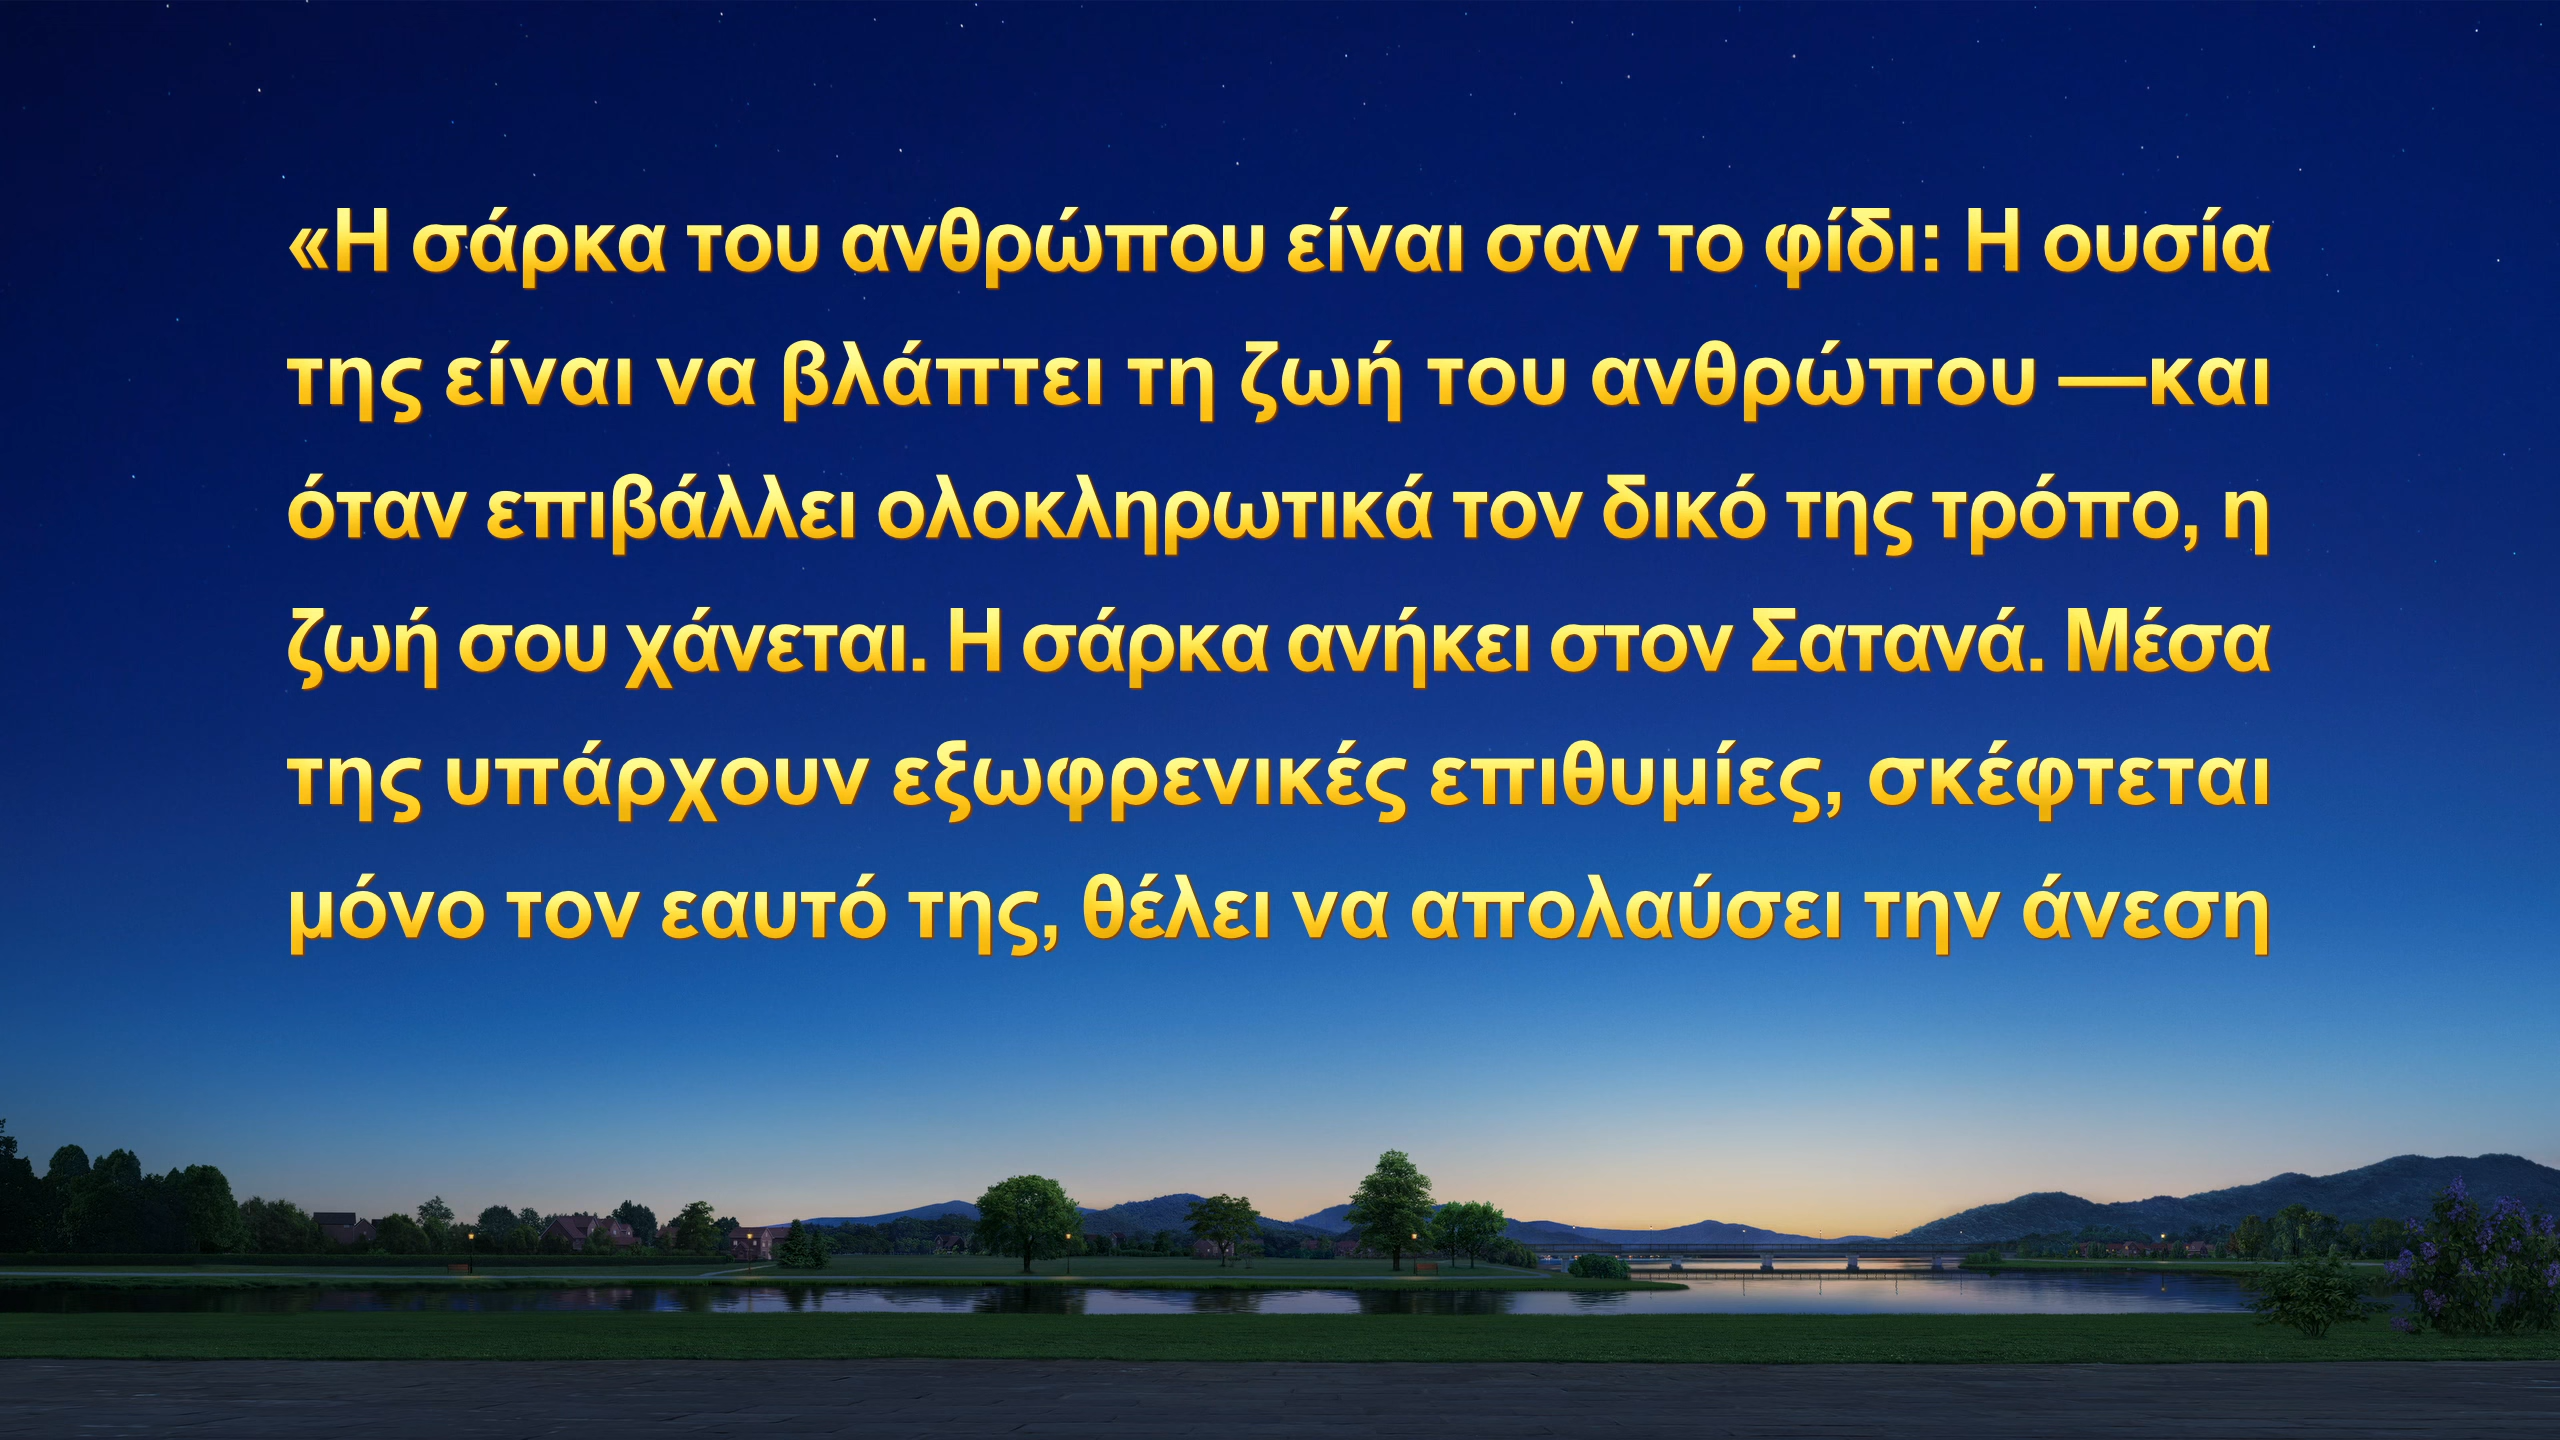 «Η σάρκα του ανθρώπου είναι σαν το φίδι: Η ουσία
της είναι να βλάπτει τη ζωή του ανθρώπου —και
όταν επιβάλλει ολοκληρωτικά τον δικό της τρόπο, η
ζωή σου χάνεται. Η σάρκα ανήκει στον Σατανά. Μέσα
της υπάρχουν εξωφρενικές επιθυμίες, σκέφτεται
μόνο τον εαυτό της, θέλει να απολαύσει την άνεση